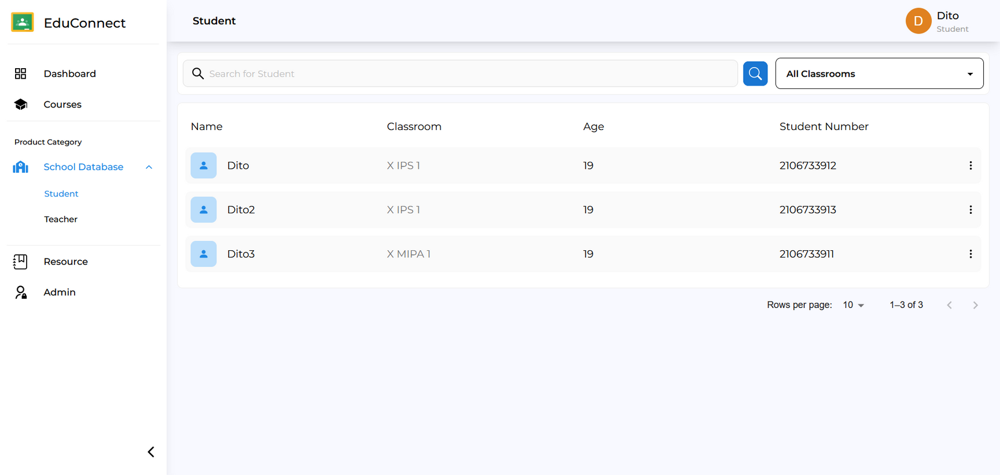 EduConnect
Dashboard
Courses
Product Category
School Database
Student
Teacher
Resource
Admin
Student
D
Dito
Student
Search for Student
All Classrooms
Name Classroom Age Student Number
Dito X IPS 1 19 2106733912
Dito2 X IPS 1 19 2106733913
Dito3 X MIPA 1 19 2106733911
Rows per page: 10 1–3 of 3